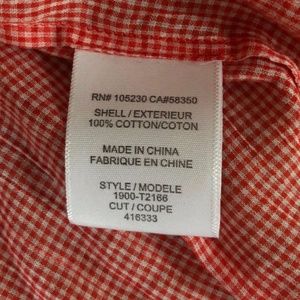 RN# 105230 CA#58350
SHELL / EXTERIEUR
100% COTTON/COTON
MADE IN CHINA
FABRIQUE EN CHINE
STYLE / MODELE
1900-T2166
CUT / COUPE
416333